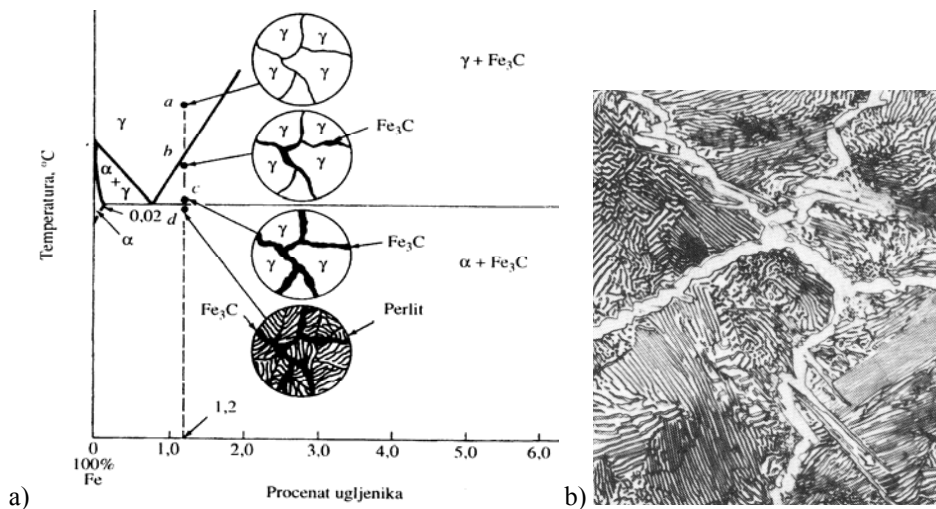 γ
γ
γ
γ
γ + Fe₃C
a
γ
γ
γ
Fe₃C
b
γ
γ
α
+
γ
Temperatura, °C
c
0,02
d
γ
Fe₃C
α
γ
γ
α + Fe₃C
Fe₃C
Perlit
1,2
0
1,0
2,0
3,0
4,0
5,0
6,0
100%
Fe
Procenat ugljenika
a)
b)